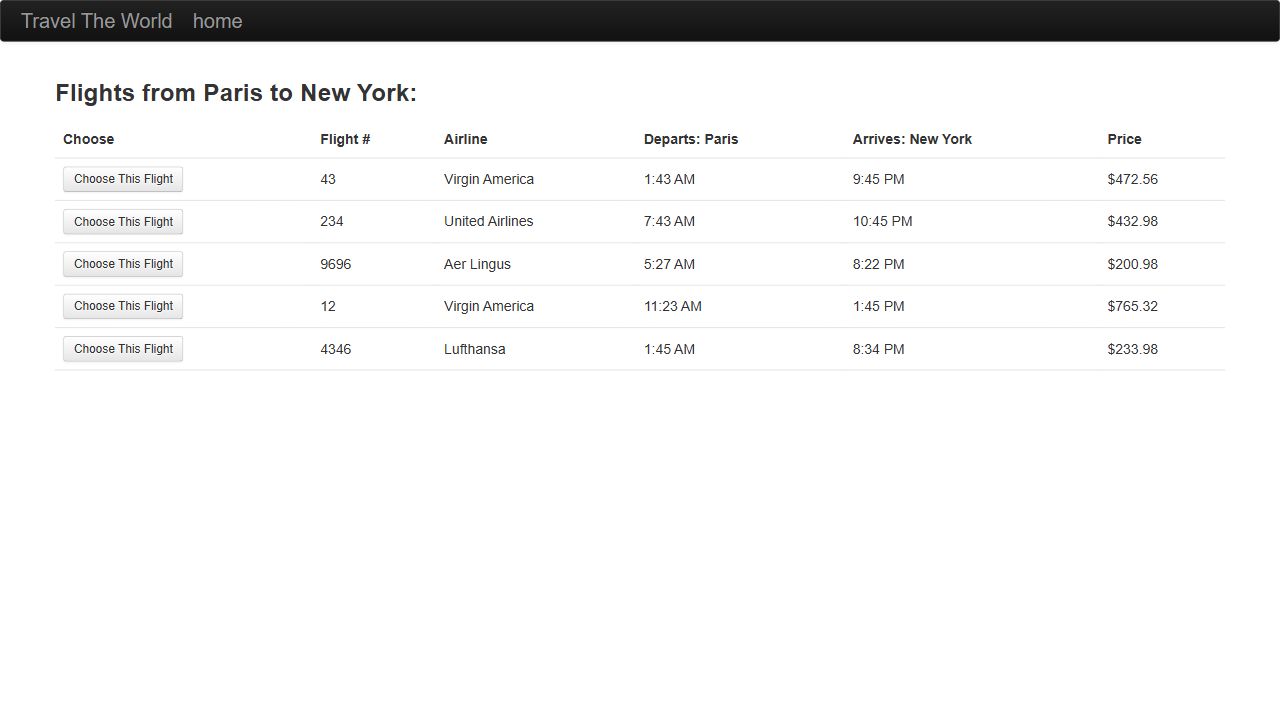 Travel The World home
Flights from Paris to New York:
Choose Flight # Airline Departs: Paris Arrives: New York Price
Choose This Flight 43 Virgin America 1:43 AM 9:45 PM $472.56
Choose This Flight 234 United Airlines 7:43 AM 10:45 PM $432.98
Choose This Flight 9696 Aer Lingus 5:27 AM 8:22 PM $200.98
Choose This Flight 12 Virgin America 11:23 AM 1:45 PM $765.32
Choose This Flight 4346 Lufthansa 1:45 AM 8:34 PM $233.98